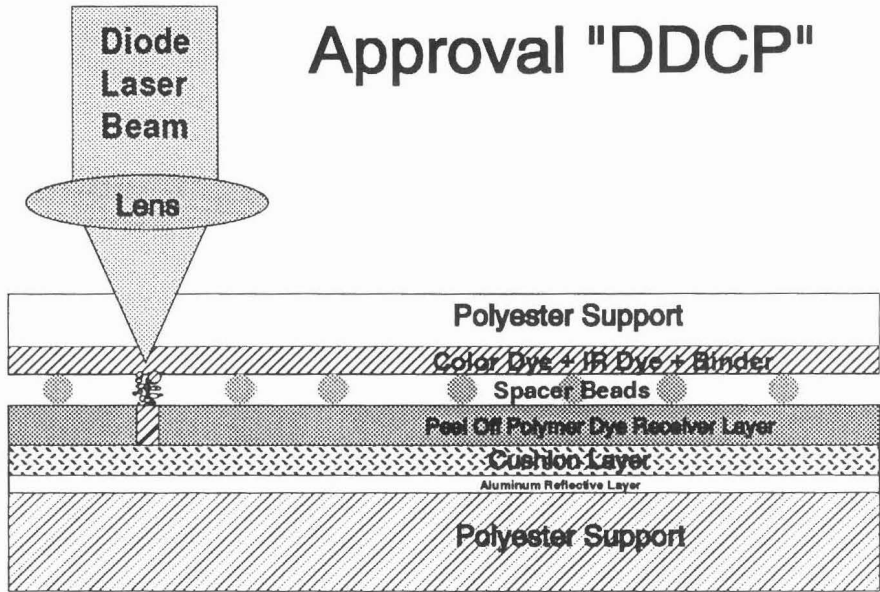 Approval "DDCP"
Diode
Laser
Beam
Lens
Polyester Support
Color Dye + IR Dye + Binder
Spacer Beads
Peel Off Polymer Dye Receiver Layer
Cushion Layer
Aluminum Reflective Layer
Polyester Support